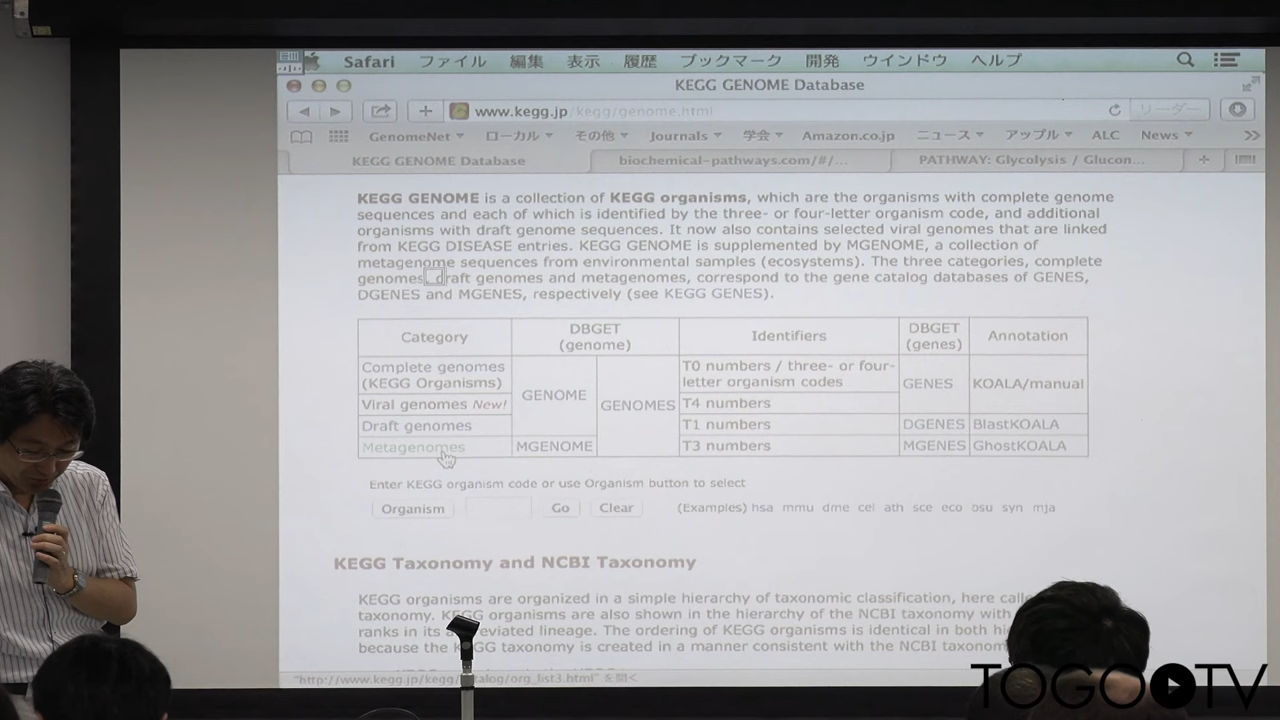 Safari ファイル 編集 表示 履歴 ブックマーク 開発 ウインドウ ヘルプ
KEGG GENOME Database
www.kegg.jp/kegg/genome.html リーダー
GenomeNet ローカル その他 Journals 学会 Amazon.co.jp ニュース アップル ALC News
KEGG GENOME Database biochemical-pathways.com/#/... PATHWAY: Glycolysis / Glucon...
KEGG GENOME is a collection of KEGG organisms, which are the organisms with complete genome
sequences and each of which is identified by the three- or four-letter organism code, and additional
organisms with draft genome sequences. It now also contains selected viral genomes that are linked
from KEGG DISEASE entries. KEGG GENOME is supplemented by MGENOME, a collection of
metagenome sequences from environmental samples (ecosystems). The three categories, complete
genomes, draft genomes and metagenomes, correspond to the gene catalog databases of GENES,
DGENES and MGENES, respectively (see KEGG GENES).
Category DBGET (genome) Identifiers DBGET (genes) Annotation
Complete genomes (KEGG Organisms) GENOME GENOMES T0 numbers / three- or four-letter organism codes GENES KOALA/manual
Viral genomes New! T4 numbers
Draft genomes T1 numbers DGENES BlastKOALA
Metagenomes MGENOME T3 numbers MGENES GhostKOALA
Enter KEGG organism code or use Organism button to select
Organism Go Clear (Examples) hsa mmu dme cel ath sce eco bsu syn mja
KEGG Taxonomy and NCBI Taxonomy
KEGG organisms are organized in a simple hierarchy of taxonomic classification, here
taxonomy. KEGG organisms are also shown in the hierarchy of the NCBI taxonomy with
ranks in its abbreviated lineage. The ordering of KEGG organisms is identical in both
because the KEGG taxonomy is created in a manner consistent with the NCBI
"http://www.kegg.jp/kegg/catalog/org_list3.html" を開く
TOGO TV